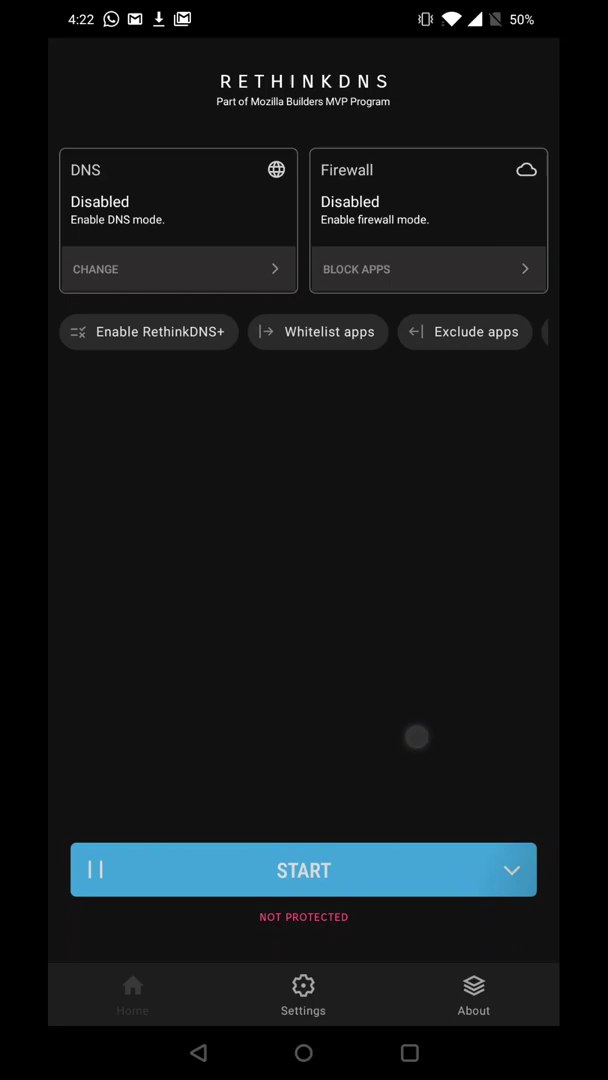 4:22
50%
RETHINKDNS
Part of Mozilla Builders MVP Program
DNS
Disabled
Enable DNS mode.
CHANGE
Firewall
Disabled
Enable firewall mode.
BLOCK APPS
Enable RethinkDNS+
Whitelist apps
Exclude apps
START
NOT PROTECTED
Home
Settings
About